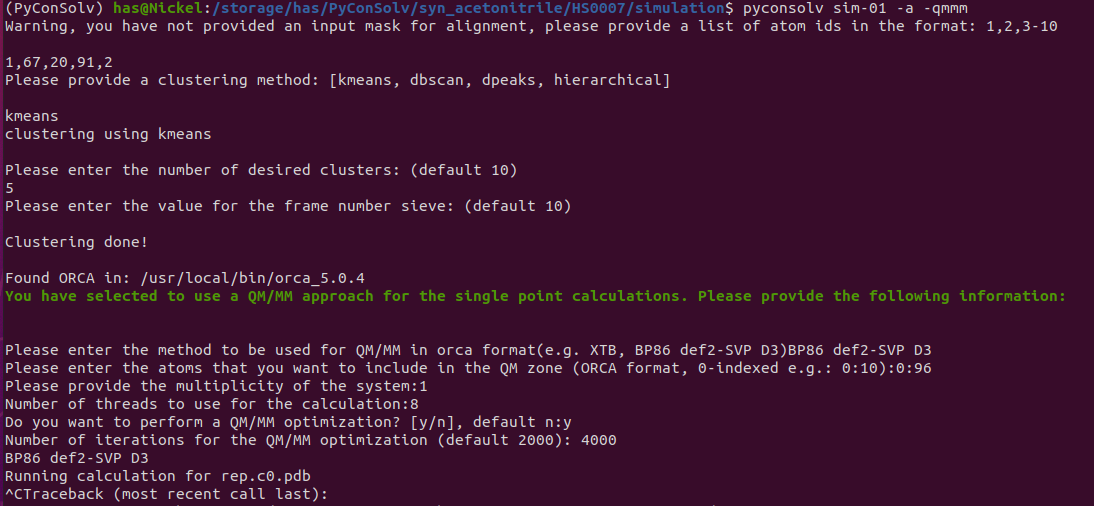 (PyConSolv) has@Nickel:/storage/has/PyConSolv/syn_acetonitrile/HS0007/simulation$ pyconsolv sim-01 -a -qmmm
Warning, you have not provided an input mask for alignment, please provide a list of atom ids in the format: 1,2,3-10
1,67,20,91,2
Please provide a clustering method: [kmeans, dbscan, dpeaks, hierarchical]
kmeans
clustering using kmeans
Please enter the number of desired clusters: (default 10)
5
Please enter the value for the frame number sieve: (default 10)
Clustering done!
Found ORCA in: /usr/local/bin/orca_5.0.4
You have selected to use a QM/MM approach for the single point calculations. Please provide the following information:
Please enter the method to be used for QM/MM in orca format(e.g. XTB, BP86 def2-SVP D3)BP86 def2-SVP D3
Please enter the atoms that you want to include in the QM zone (ORCA format, 0-indexed e.g.: 0:10):0:96
Please provide the multiplicity of the system:1
Number of threads to use for the calculation:8
Do you want to perform a QM/MM optimization? [y/n], default n:y
Number of iterations for the QM/MM optimization (default 2000): 4000
BP86 def2-SVP D3
Running calculation for rep.c0.pdb
^CTraceback (most recent call last):